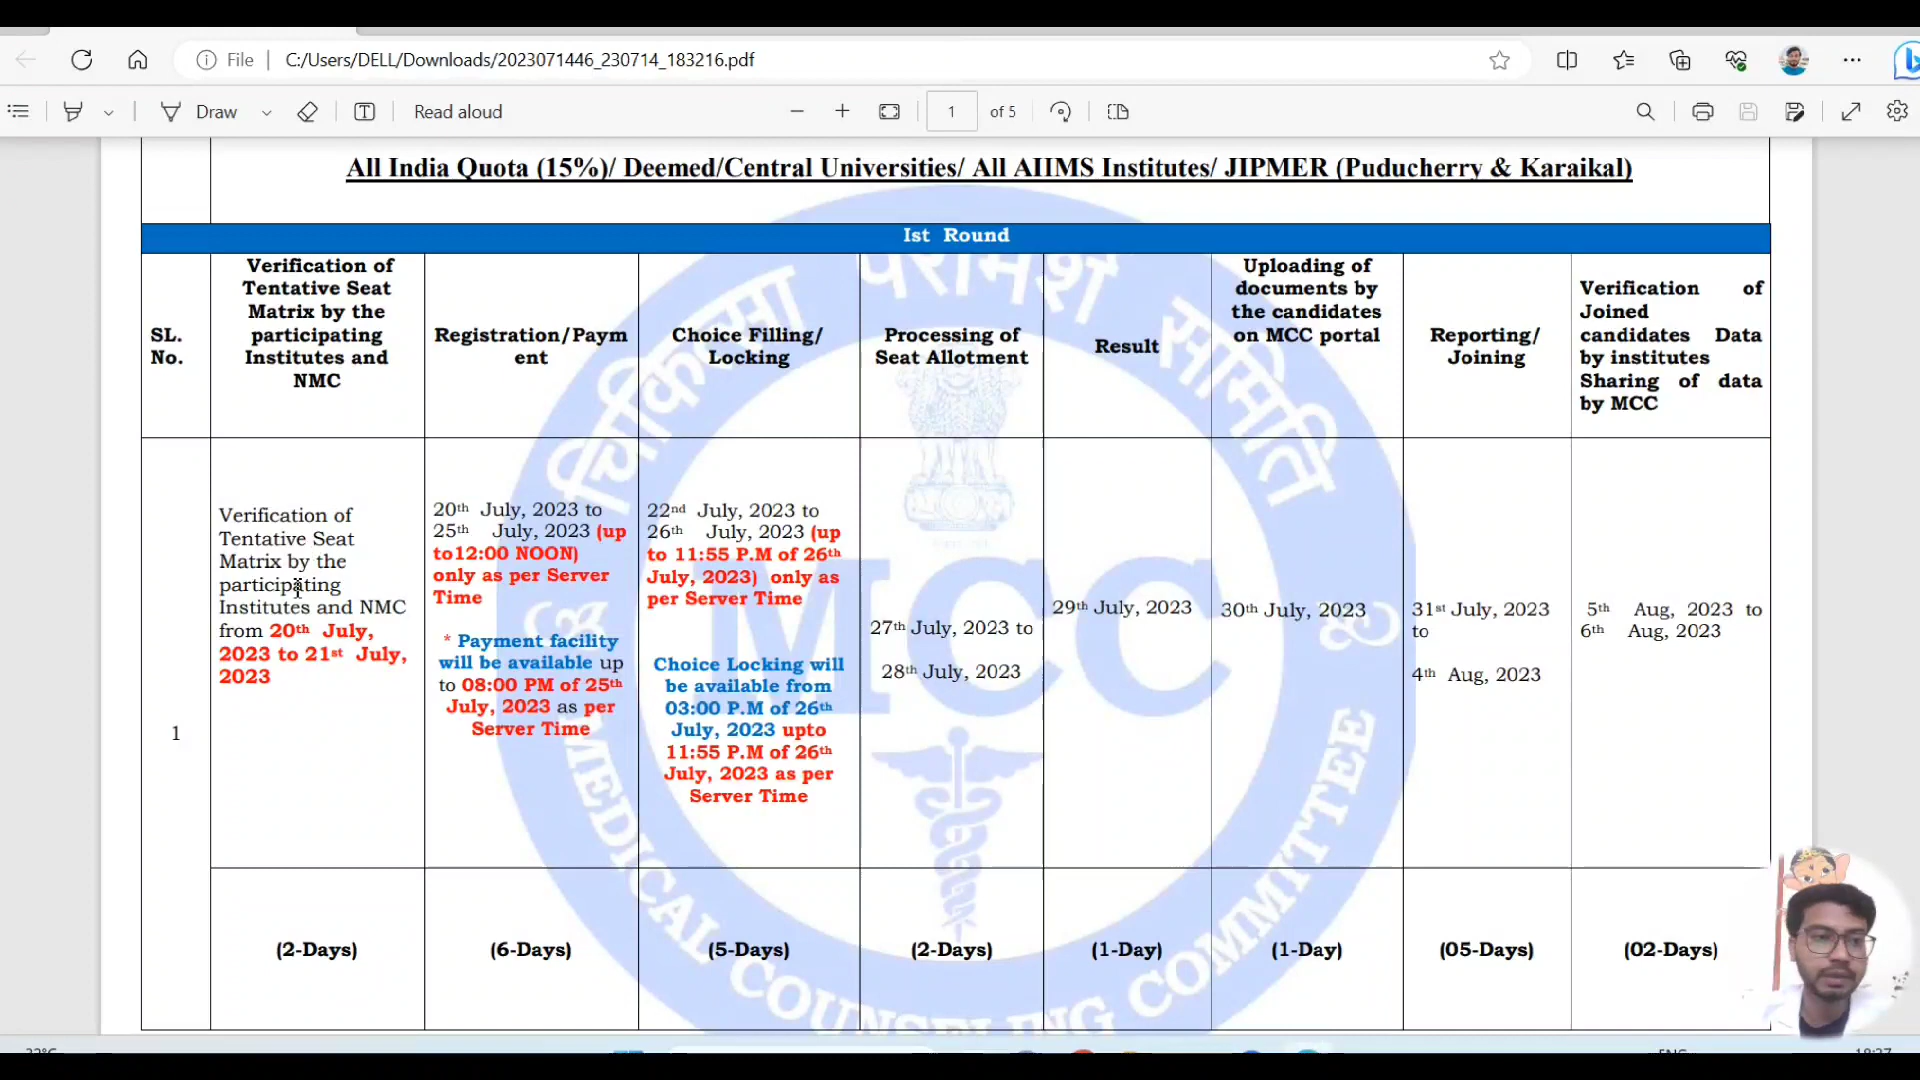 File
C:/Users/DELL/Downloads/2023071446_230714_183216.pdf
Draw
Read aloud
1
of 5
All India Quota (15%)/ Deemed/Central Universities/ All AIIMS Institutes/ JIPMER (Puducherry & Karaikal)
Ist Round
SL.
No.
Verification of
Tentative Seat
Matrix by the
participating
Institutes and
NMC
Registration/Paym
ent
Choice Filling/
Locking
Processing of
Seat Allotment
Result
Uploading of
documents by
the candidates
on MCC portal
Reporting/
Joining
Verification of
Joined
candidates Data
by institutes
Sharing of data
by MCC
1
Verification of
Tentative Seat
Matrix by the
participating
Institutes and NMC
from 20th July,
2023 to 21st July,
2023
20th July, 2023 to
25th July, 2023 (up
to12:00 NOON)
only as per Server
Time
* Payment facility
will be available up
to 08:00 PM of 25th
July, 2023 as per
Server Time
22nd July, 2023 to
26th July, 2023 (up
to 11:55 P.M of 26th
July, 2023) only as
per Server Time
Choice Locking will
be available from
03:00 P.M of 26th
July, 2023 upto
11:55 P.M of 26th
July, 2023 as per
Server Time
27th July, 2023 to
28th July, 2023
29th July, 2023
30th July, 2023
31st July, 2023
to
4th Aug, 2023
5th Aug, 2023 to
6th Aug, 2023
(2-Days)
(6-Days)
(5-Days)
(2-Days)
(1-Day)
(1-Day)
(05-Days)
(02-Days)
चिकित्सा परामर्श समिति
MCC
MEDICAL COUNSELING COMMITTEE